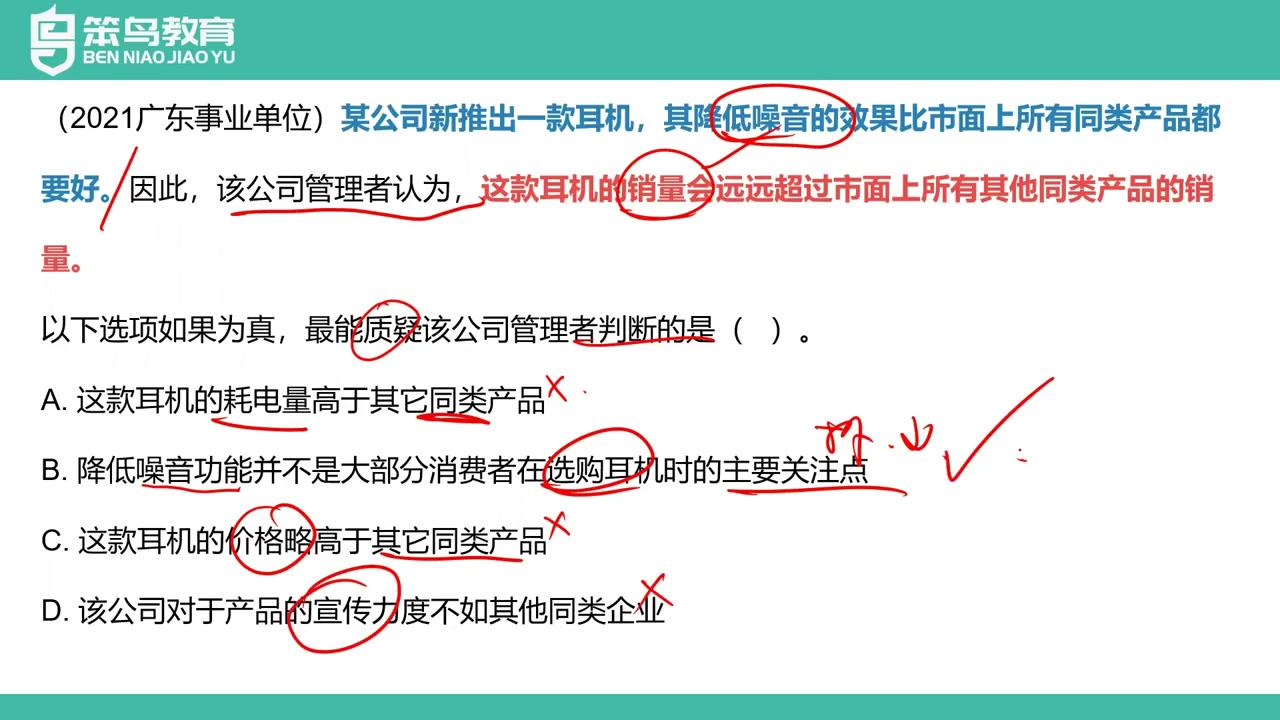 笨鸟教育
BEN NIAO JIAO YU
（2021广东事业单位）某公司新推出一款耳机，其降低噪音的效果比市面上所有同类产品都
要好。因此，该公司管理者认为，这款耳机的销量会远远超过市面上所有其他同类产品的销
量。
以下选项如果为真，最能质疑该公司管理者判断的是（ ）。
A. 这款耳机的耗电量高于其它同类产品
B. 降低噪音功能并不是大部分消费者在选购耳机时的主要关注点
C. 这款耳机的价格略高于其它同类产品
D. 该公司对于产品的宣传力度不如其他同类企业